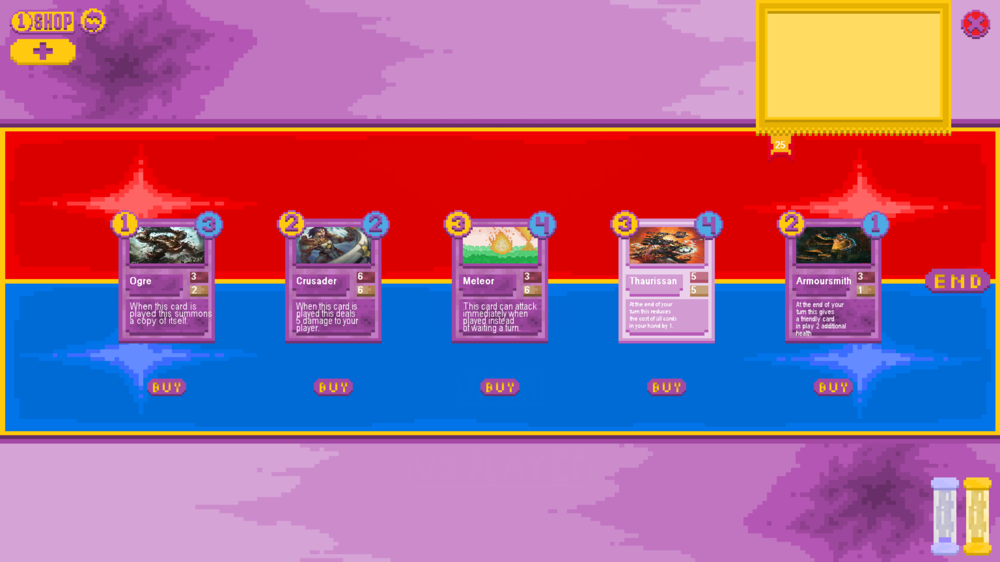 1 SHOP
25
1 3
Ogre 3
2
When this card is
played this summons
a copy of itself.
2 2
Crusader 6
6
When this card is
played this deals
5 damage to your
player.
3 4
Meteor 3
6
This card can attack
immediately when
played instead
of waiting a turn.
3 4
Thaurissan 5
5
At the end of your
turn this reduces
the cost of all cards
in your hand by 1.
2 1
Armoursmith 3
1
At the end of your
turn this gives
a friendly card
in play 2 additional
health
END
BUY
BUY
BUY
BUY
BUY